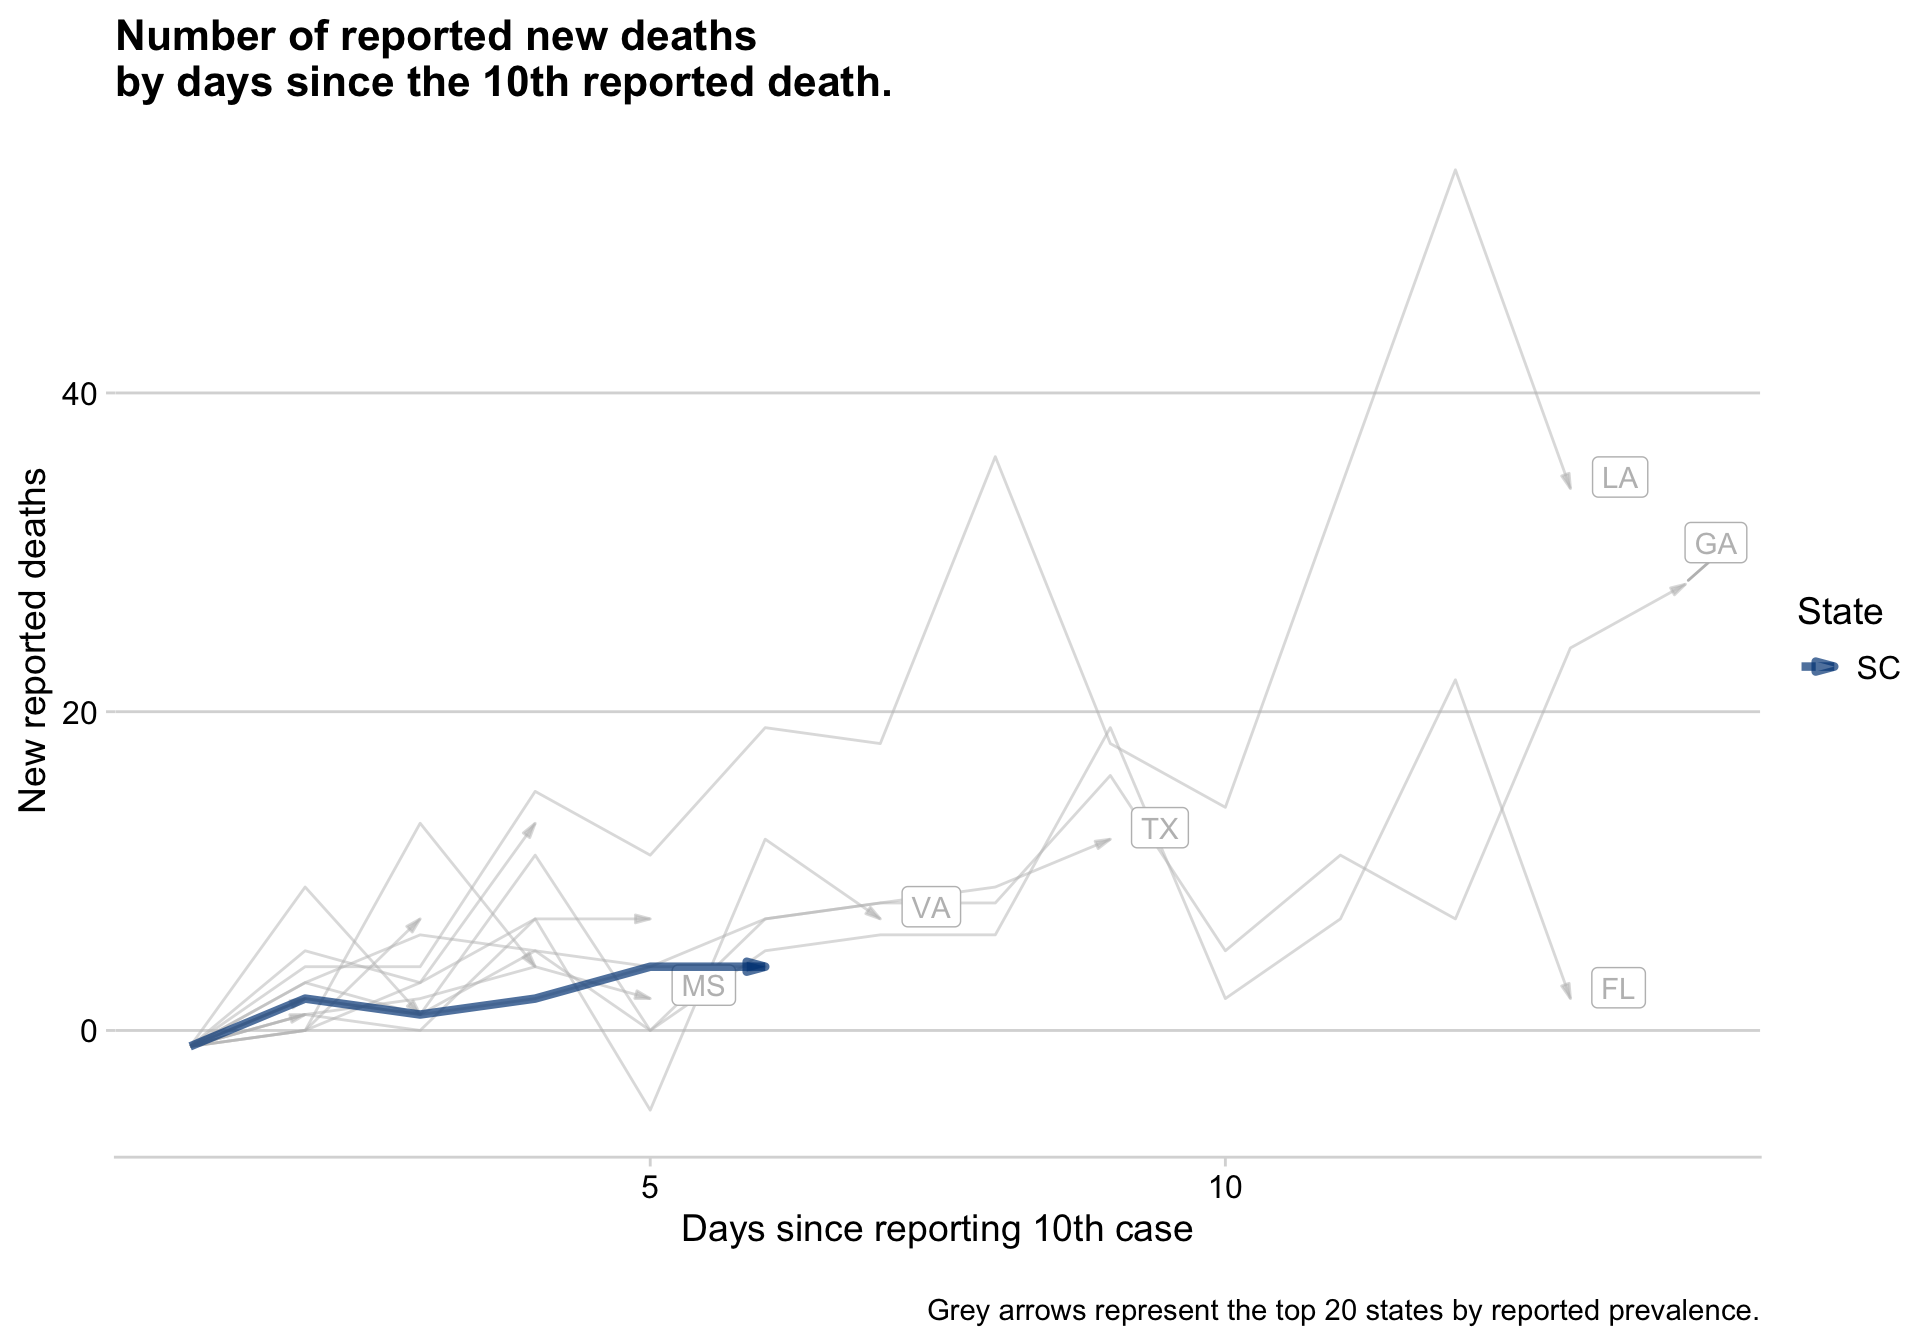 Number of reported new deaths
by days since the 10th reported death.
New reported deaths
40
20
0
LA
GA
TX
VA
MS
FL
State
SC
5
10
Days since reporting 10th case
Grey arrows represent the top 20 states by reported prevalence.